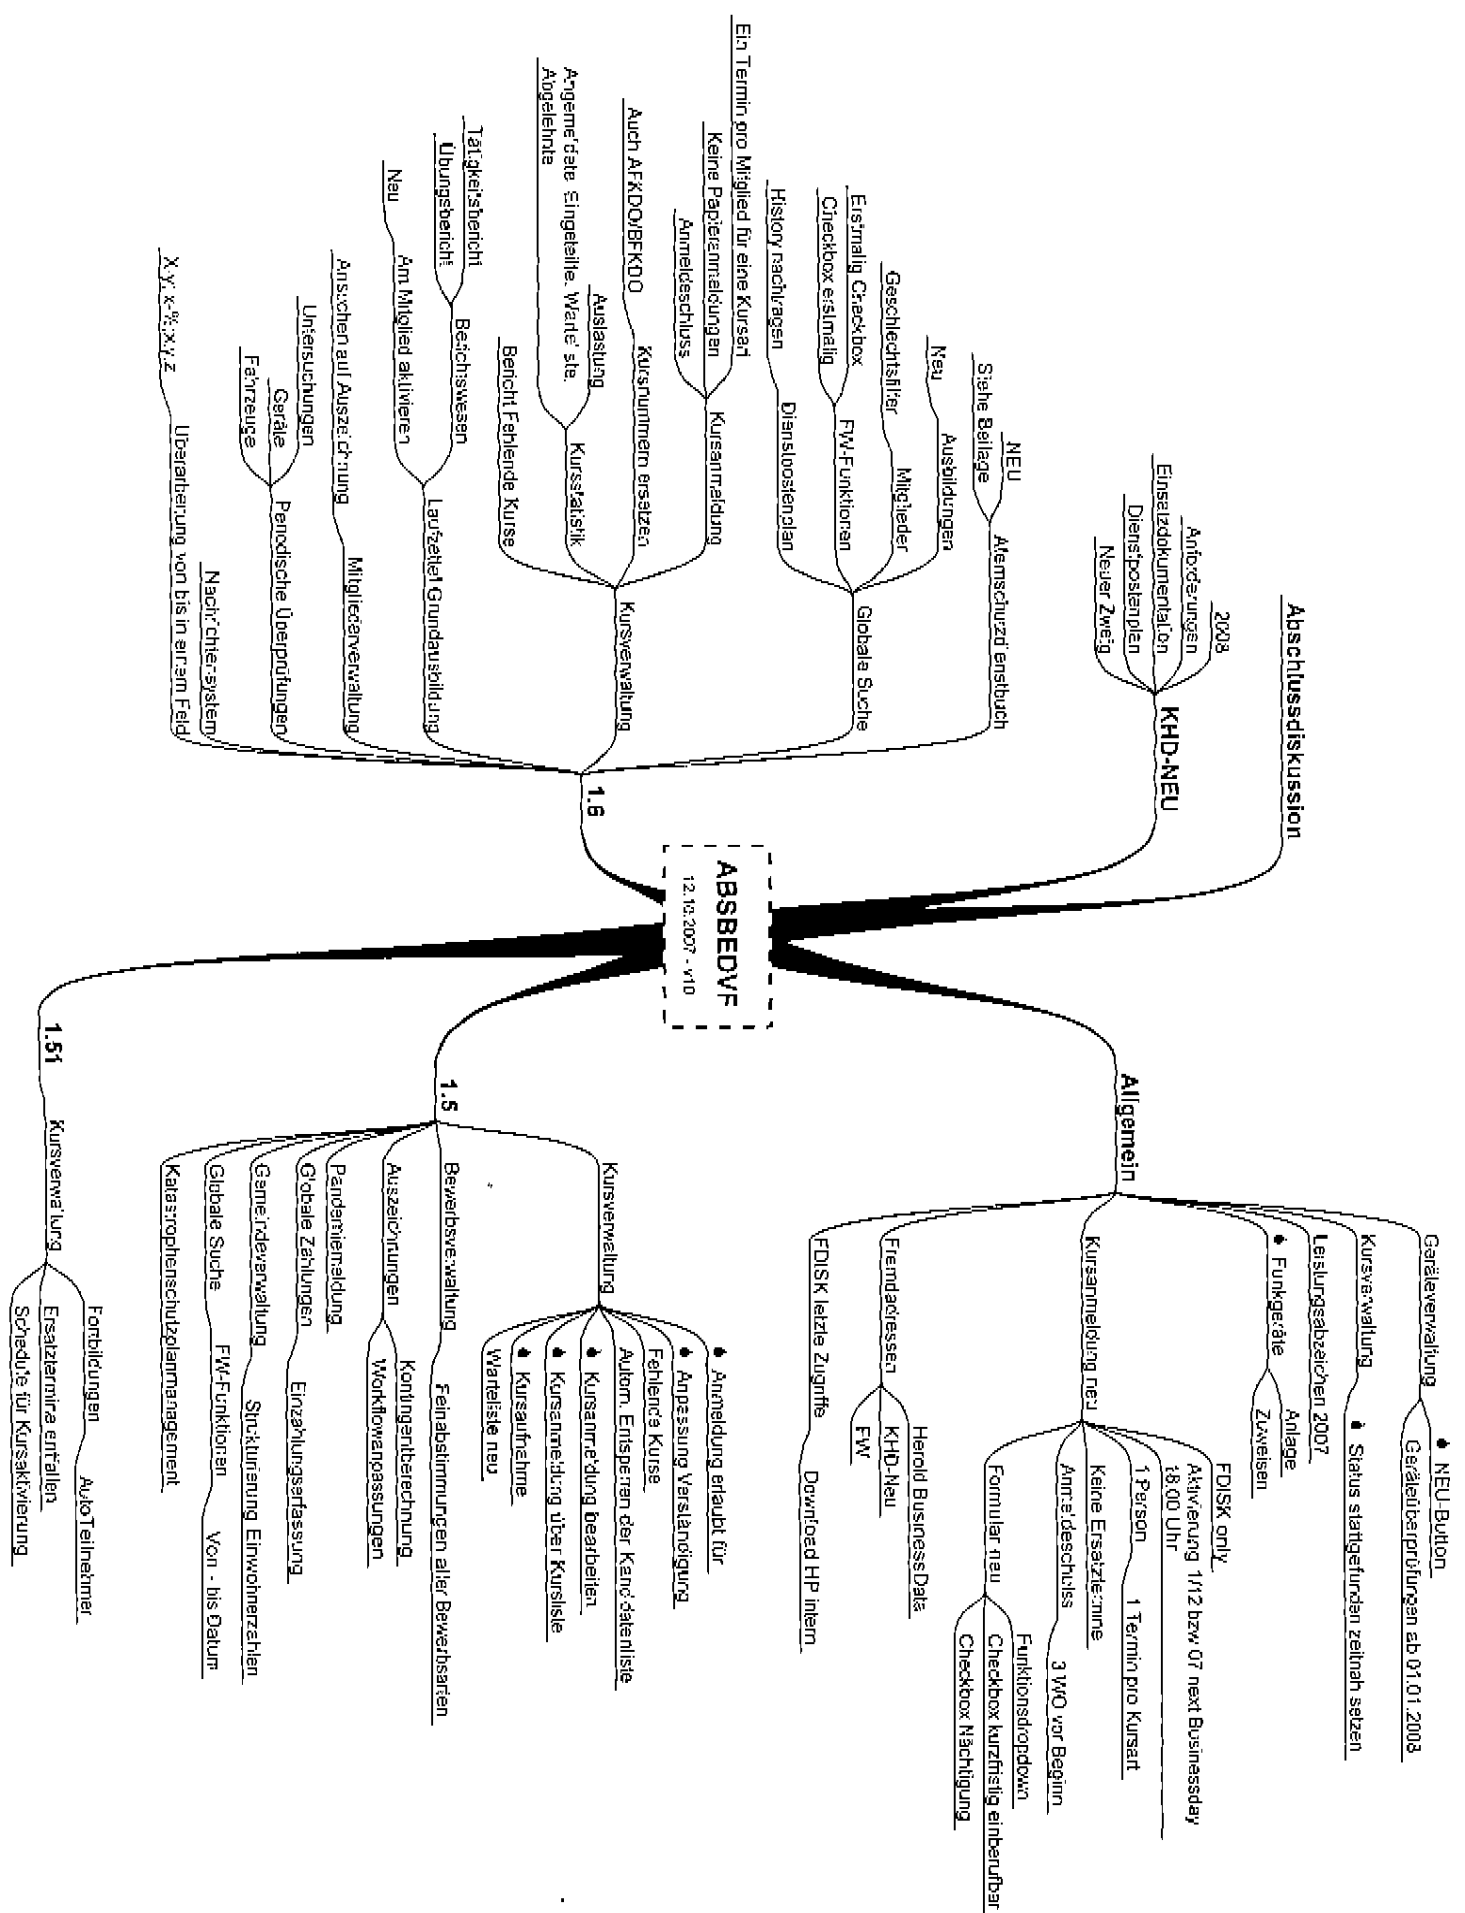 ABSBEDVF
12.10.2007 - v10
Allgemein
Geräteverwaltung
NEU-Button
Geräteüberprüfungen ab 01.01.2008
Kursverwaltung
Status stattgefunden zeitnah setzen
Leistungsabzeichen 2007
Funkgeräte
Anlage
Zuweisen
Kursanmeldung neu
FDISK only
Aktivierung 1/12 bzw 07 next Businessday
18:00 Uhr
1 Person
1 Termin pro Kursart
Keine Ersatztermine
Anmeldeschluss
3 WO vor Beginn
Formular neu
Funktionsdropdown
Checkbox kurzfristig einberufbar
Checkbox Nächtigung
Fremdadressen
Herold Business Data
KHD-Neu
FW
FDISK letzte Zugriffe
Download HP intern
1.5
Kursverwaltung
Anmeldung erlaubt für
Anpassung Verständigung
Fehlende Kurse
Autom. Entsperren der Kandidatenliste
Kursanmeldung bearbeiten
Kursanmeldung über Kursliste
Kursaufnahme
Warteliste neu
Bewerbsverwaltung
Feinabstimmungen aller Bewerbsarten
Auszeichnungen
Kontingentberechnung
Workflowanpassungen
Pandemiemeldung
Globale Zahlungen
Einzahlungserfassung
Gemeindeverwaltung
Strukturierung Einwohnerzahlen
Globale Suche
FW-Funktionen
Von - bis Datum
Katastrophenschutzplanmanagement
1.51
Kursverwaltung
Fortbildungen
Auto Teilnehmer
Ersatztermine entfallen
Schedule für Kursaktivierung
Abschlussdiskussion
KHD-NEU
2008
Anforderungen
Einsatzdokumentation
Dienstpostenplan
Neuer Zweig
1.6
Atemschutzdienstbuch
NEU
Siehe Beilage
Globale Suche
Ausbildungen
Neu
Mitglieder
Geschlechtsfilter
FW-Funktionen
Erstmalig Checkbox
Checkbox erstmalig
Dienstpostenplan
History nachtragen
Kursverwaltung
Kursanmeldung
Ein Termin pro Mitglied für eine Kursart
Keine Papieranmeldungen
Anmeldeschluss
Kursnummern ersetzen
Auch AFKDO/BFKDO
Kursstatistik
Auslastung
Angemeldete, Eingeteilte, Warteliste,
Abgelehnte
Bericht Fehlende Kurse
Laufzettel Grundausbildung
Berichtswesen
Tätigkeitsbericht
Übungsbericht
Am Mitglied aktivieren
Neu
Mitgliederverwaltung
Ansuchen auf Auszeichnung
Periodische Überprüfungen
Untersuchungen
Geräte
Fahrzeuge
Nachrichtensystem
Überarbeitung von bis in einem Feld